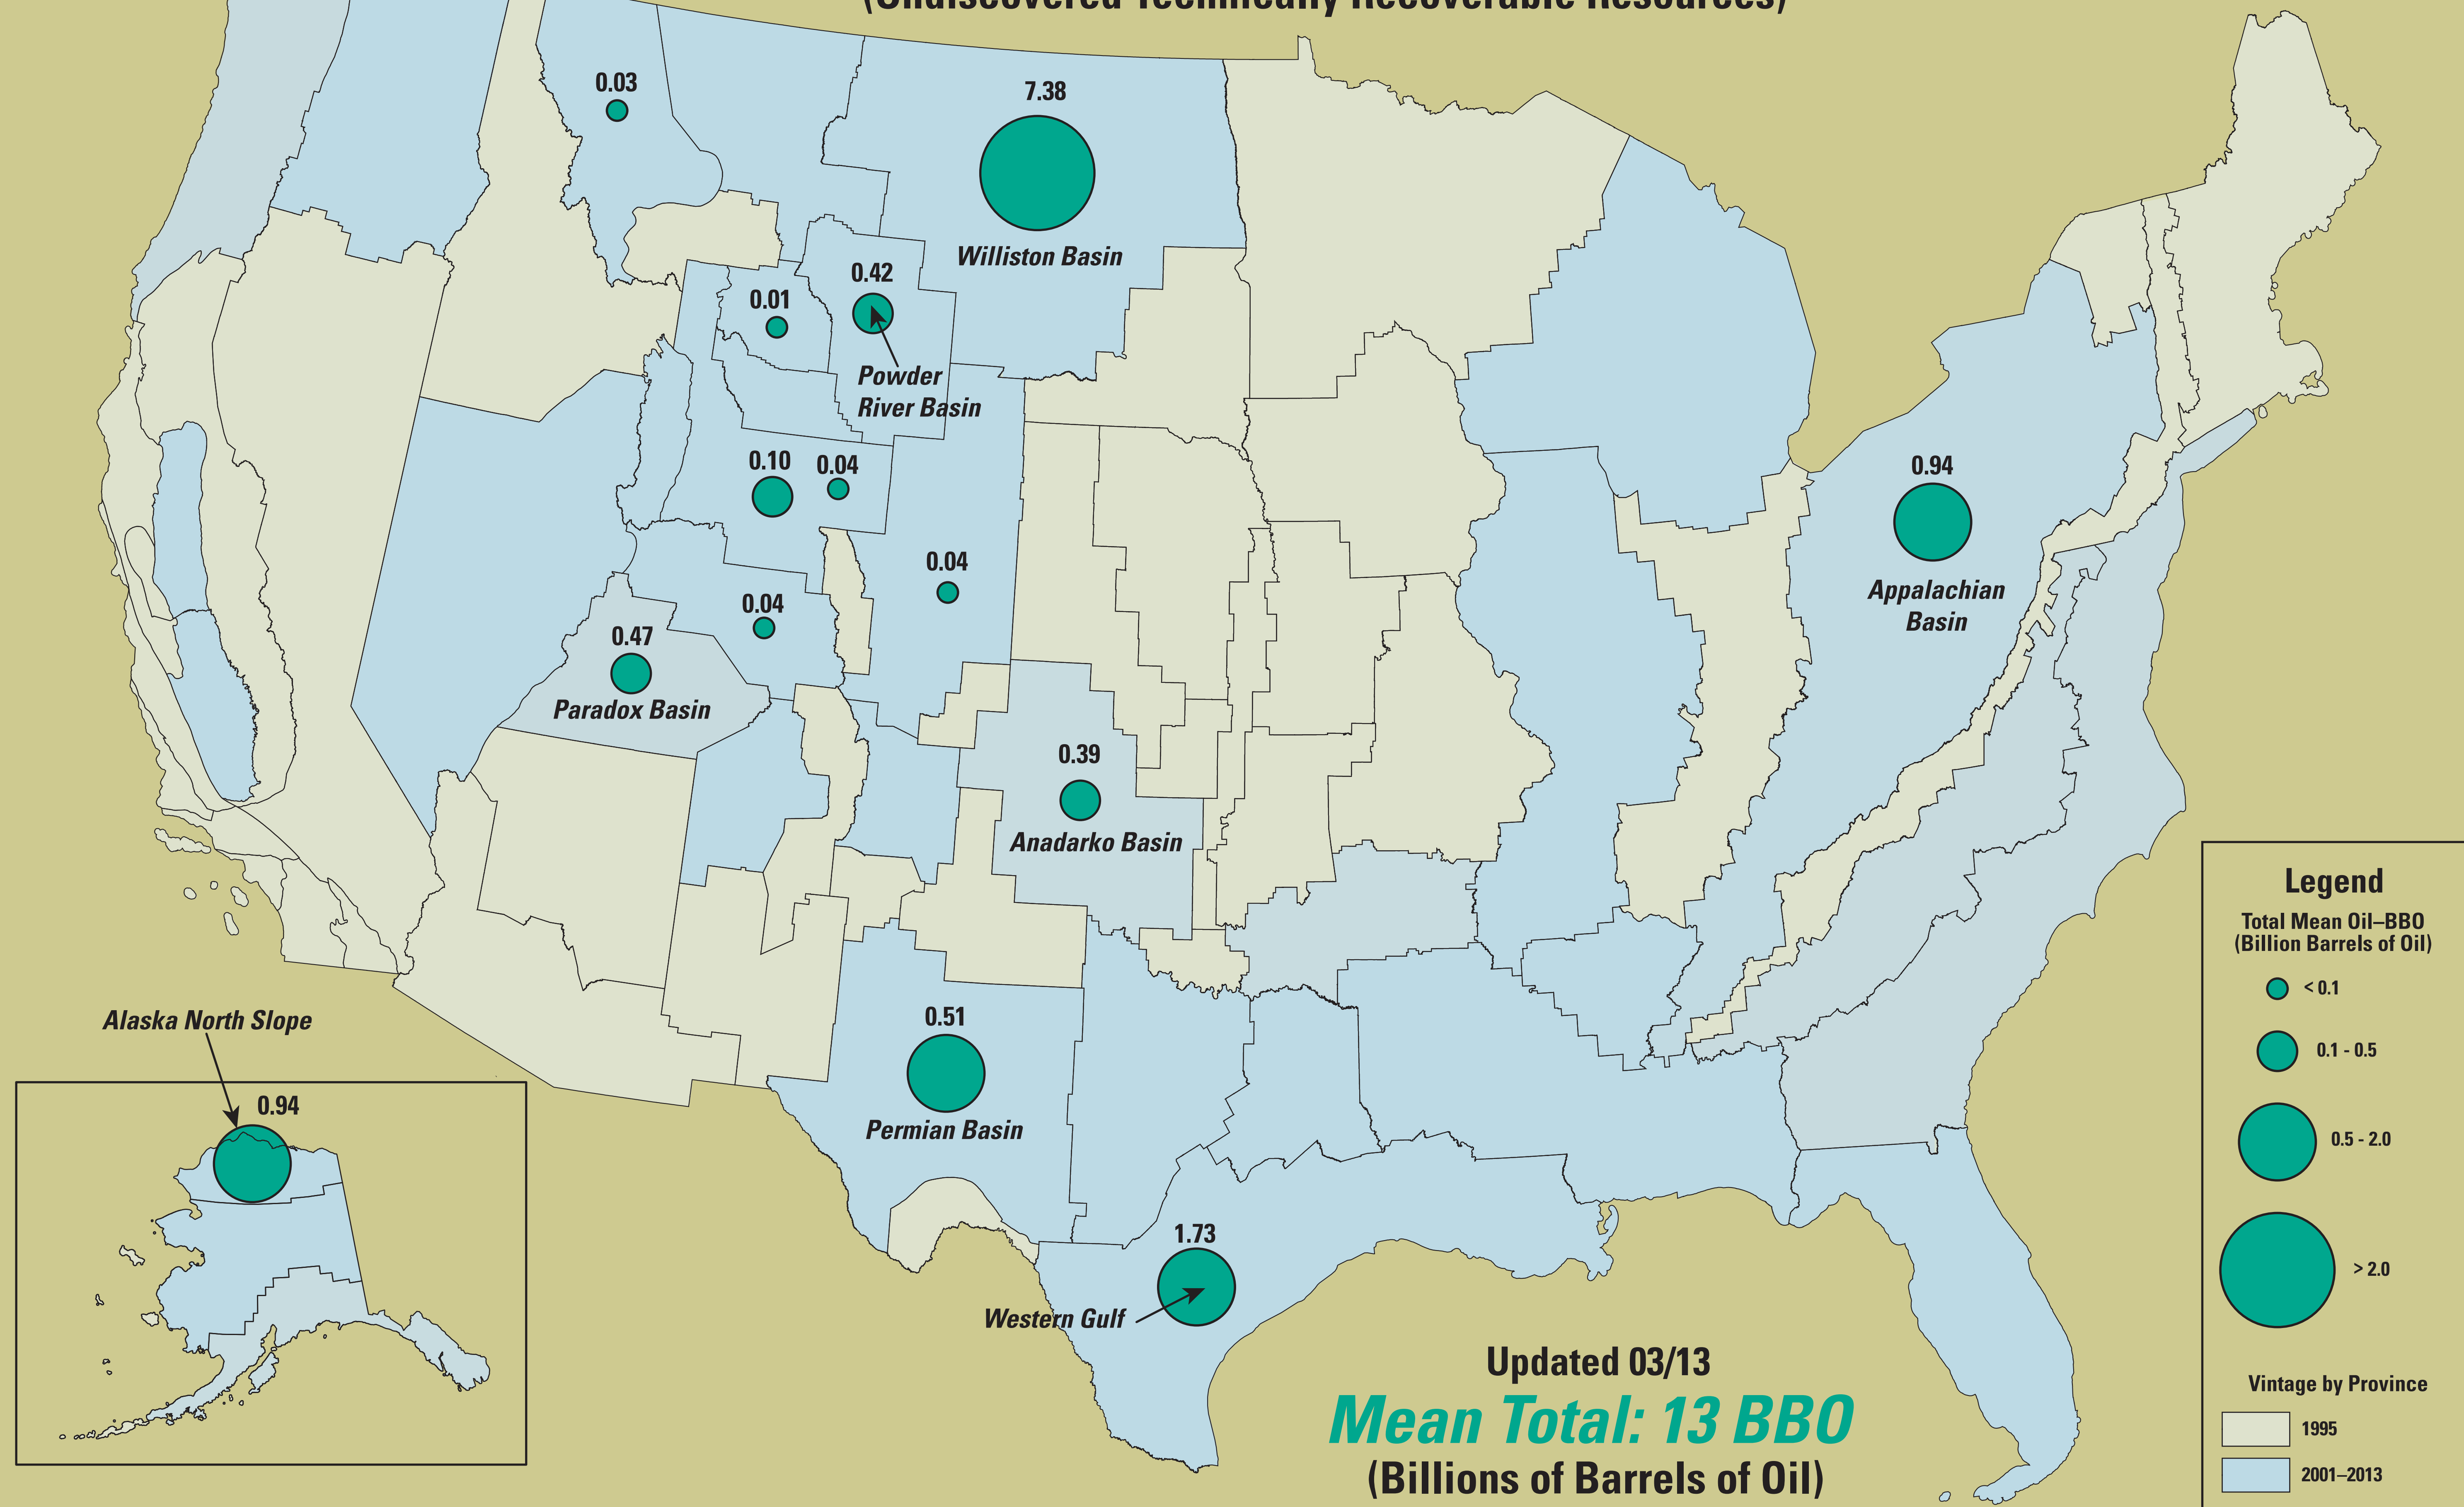 (Undiscovered Technically Recoverable Resources)
0.03
7.38
Williston Basin
0.42
0.01
Powder
River Basin
0.10
0.04
0.94
Appalachian
Basin
0.04
0.04
0.47
Paradox Basin
0.39
Anadarko Basin
0.51
Permian Basin
Alaska North Slope
0.94
1.73
Western Gulf
Updated 03/13
Mean Total: 13 BBO
(Billions of Barrels of Oil)
Legend
Total Mean Oil–BBO
(Billion Barrels of Oil)
< 0.1
0.1 - 0.5
0.5 - 2.0
> 2.0
Vintage by Province
1995
2001–2013